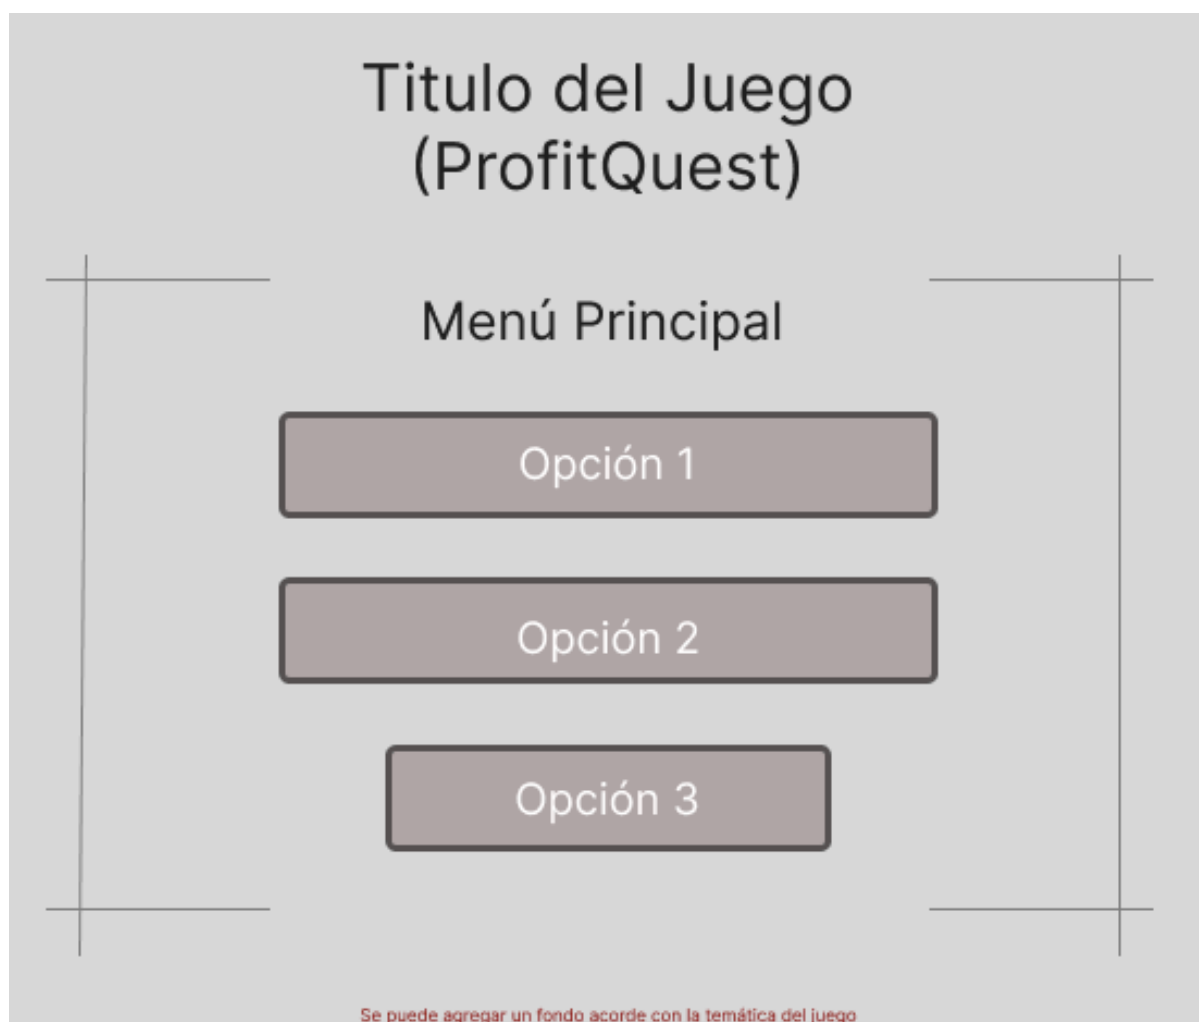 Titulo del Juego
(ProfitQuest)
Menú Principal
Opción 1
Opción 2
Opción 3
Se puede agregar un fondo acorde con la temática del juego